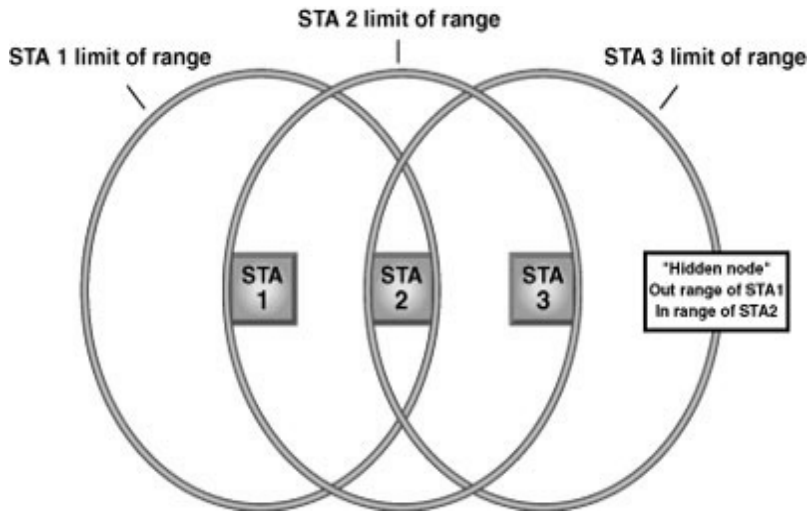 STA 2 limit of range
STA 1 limit of range
STA 3 limit of range
STA
1
STA
2
STA
3
"Hidden node"
Out range of STA1
In range of STA2